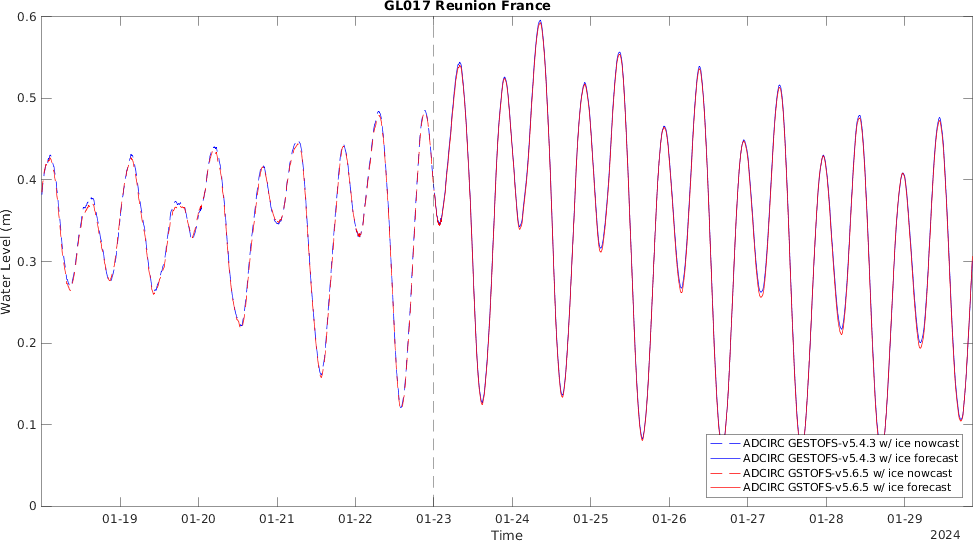 GL017 Reunion France
0.6
0.5
0.4
0.3
0.2
0.1
0
Water Level (m)
ADCIRC GESTOFS-v5.4.3 w/ ice nowcast
ADCIRC GESTOFS-v5.4.3 w/ ice forecast
ADCIRC GSTOFS-v5.6.5 w/ ice nowcast
ADCIRC GSTOFS-v5.6.5 w/ ice forecast
01-19 01-20 01-21 01-22 01-23 01-24 01-25 01-26 01-27 01-28 01-29
Time
2024